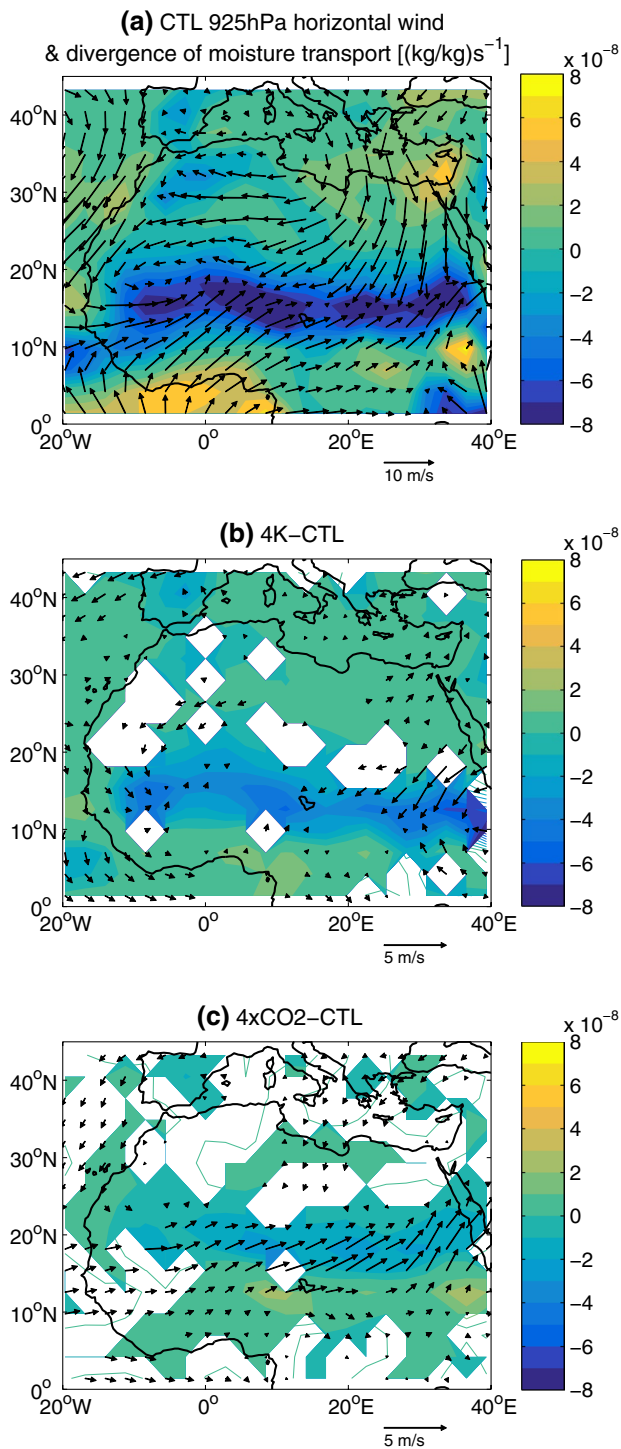 (a) CTL 925hPa horizontal wind
& divergence of moisture transport [(kg/kg)s⁻¹]
x 10⁻⁸
40°N
30°N
20°N
10°N
0°
20°W
0°
20°E
40°E
10 m/s
8
6
4
2
0
−2
−4
−6
−8
(b) 4K−CTL
x 10⁻⁸
40°N
30°N
20°N
10°N
0°
20°W
0°
20°E
40°E
5 m/s
8
6
4
2
0
−2
−4
−6
−8
(c) 4xCO2−CTL
x 10⁻⁸
40°N
30°N
20°N
10°N
0°
20°W
0°
20°E
40°E
5 m/s
8
6
4
2
0
−2
−4
−6
−8